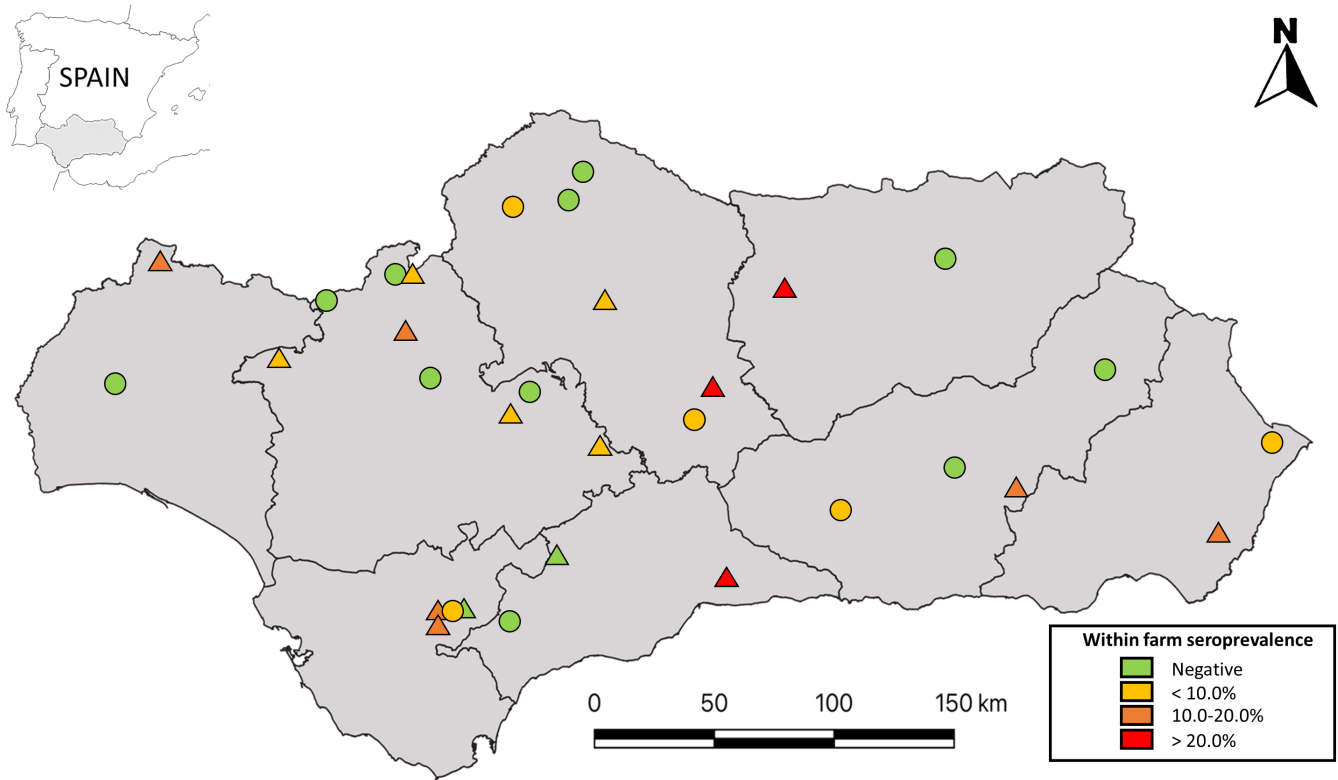 SPAIN
N
0 50 100 150 km
Within farm seroprevalence
Negative
< 10.0%
10.0-20.0%
> 20.0%